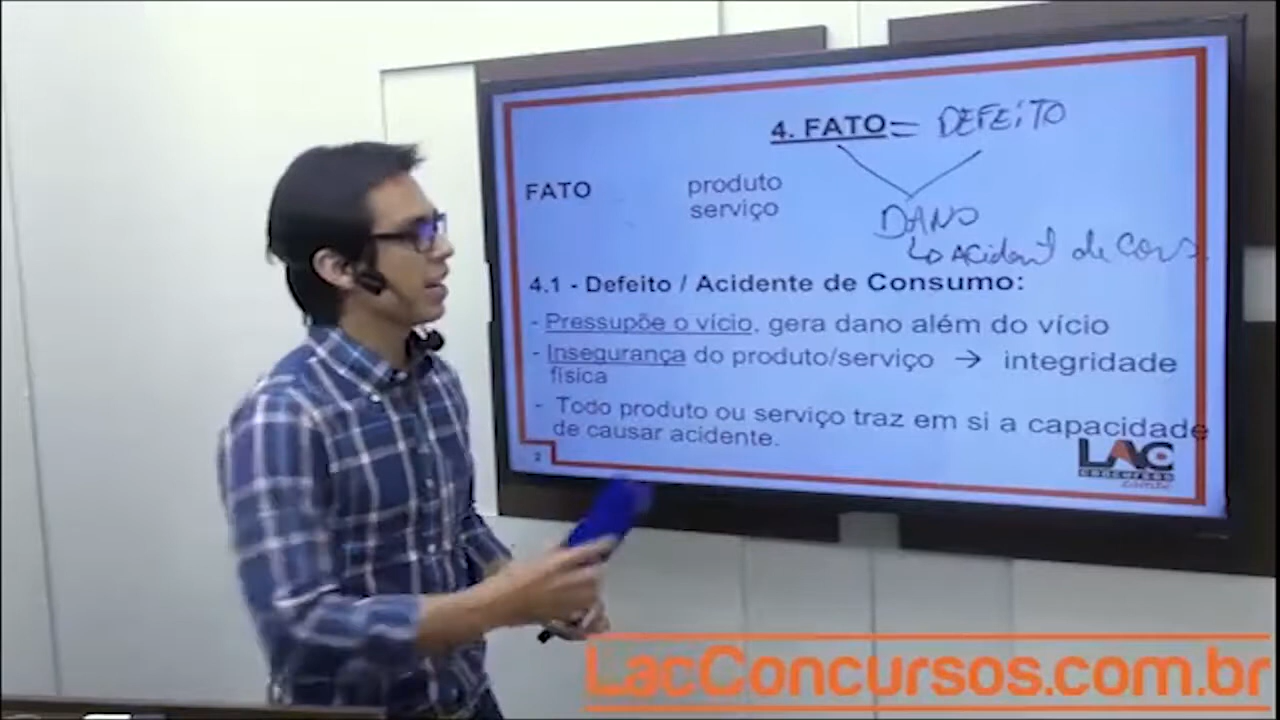 4. FATO = DEFEITO
FATO
produto
serviço
DANO
↳ Acident de cons.
4.1 - Defeito / Acidente de Consumo:
- Pressupõe o vício, gera dano além do vício
- Insegurança do produto/serviço → integridade
física
- Todo produto ou serviço traz em si a capacidade
de causar acidente.
2
LAC
CONCURSOS
LacConcursos.com.br